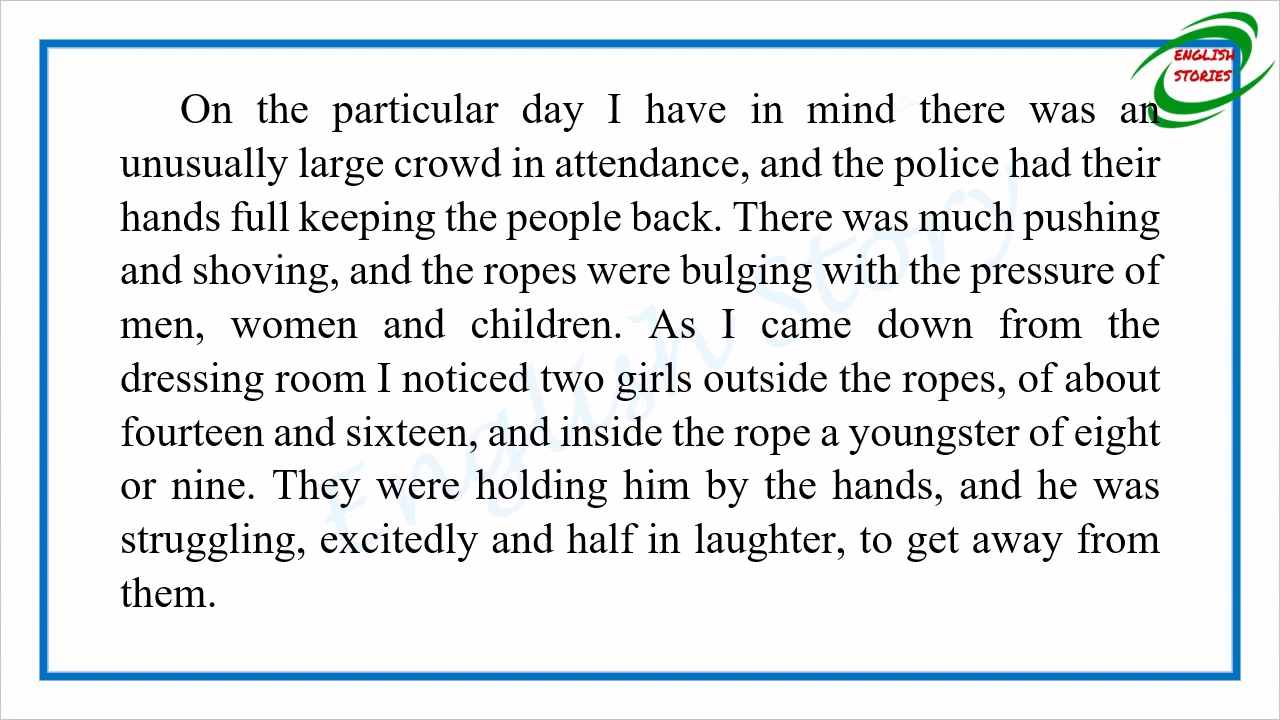 ENGLISH
STORIES
On the particular day I have in mind there was an
unusually large crowd in attendance, and the police had their
hands full keeping the people back. There was much pushing
and shoving, and the ropes were bulging with the pressure of
men, women and children. As I came down from the
dressing room I noticed two girls outside the ropes, of about
fourteen and sixteen, and inside the rope a youngster of eight
or nine. They were holding him by the hands, and he was
struggling, excitedly and half in laughter, to get away from
them.
English Story